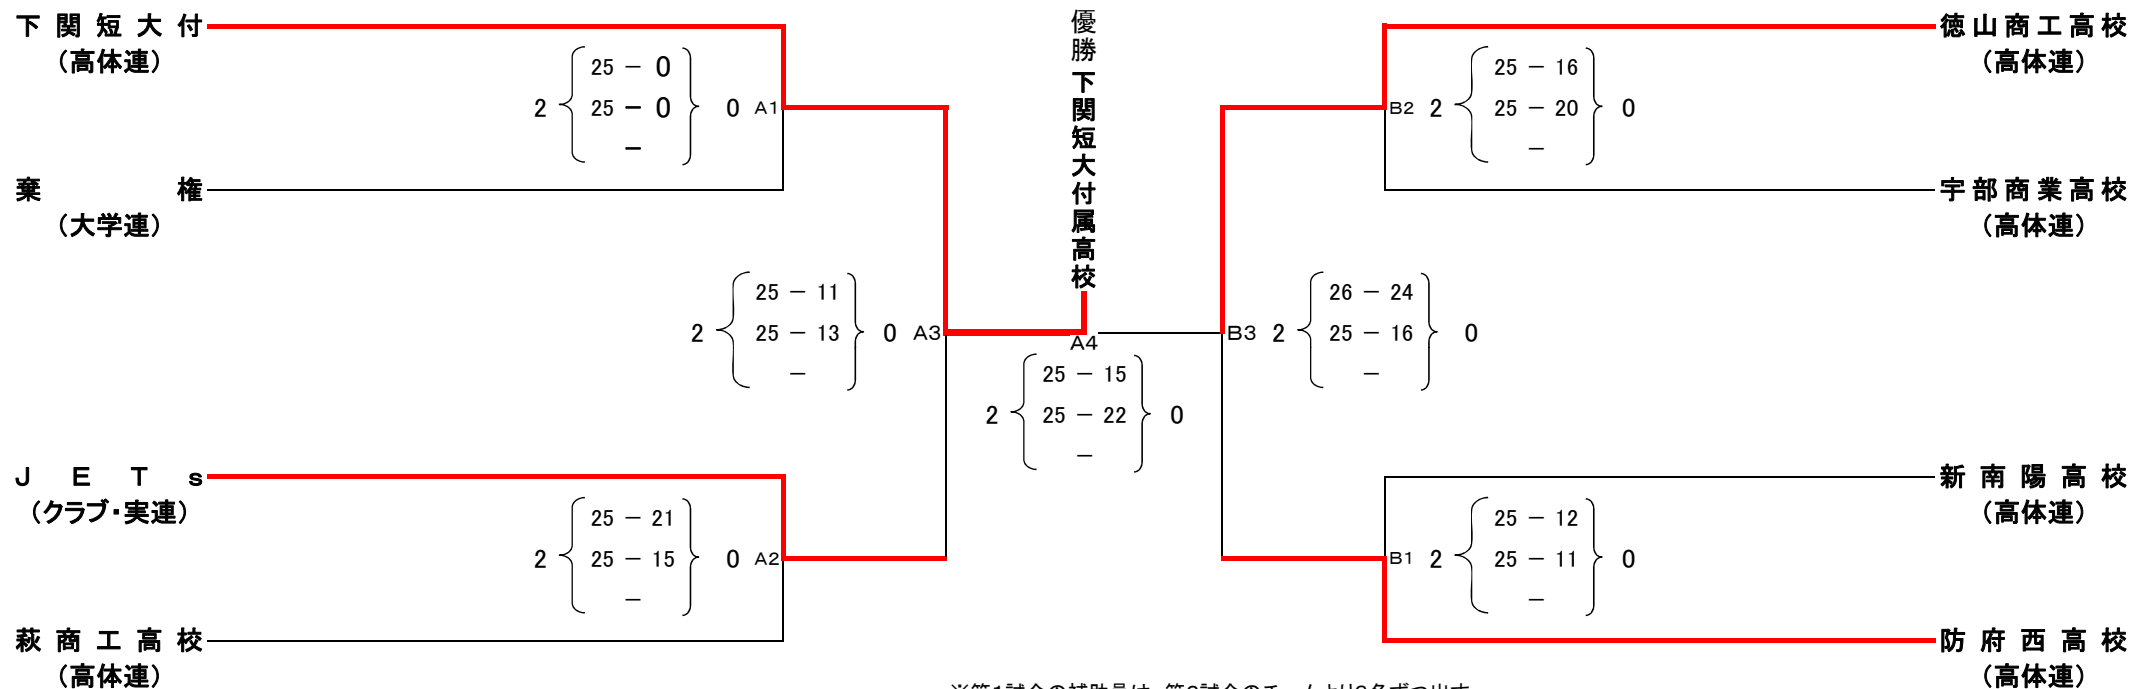 下関短大付
（高体連）
25 － 0
2 25 － 0 0 A1
－
棄権
（大学連）
25 － 11
2 25 － 13 0 A3
－
JETs
（クラブ・実連）
25 － 21
2 25 － 15 0 A2
－
萩商工高校
（高体連）
優勝
下関短大付属高校
A4
25 － 15
2 25 － 22 0
－
徳山商工高校
（高体連）
25 － 16
B2 2 25 － 20 0
－
宇部商業高校
（高体連）
26 － 24
B3 2 25 － 16 0
－
新南陽高校
（高体連）
25 － 12
B1 2 25 － 11 0
－
防府西高校
（高体連）